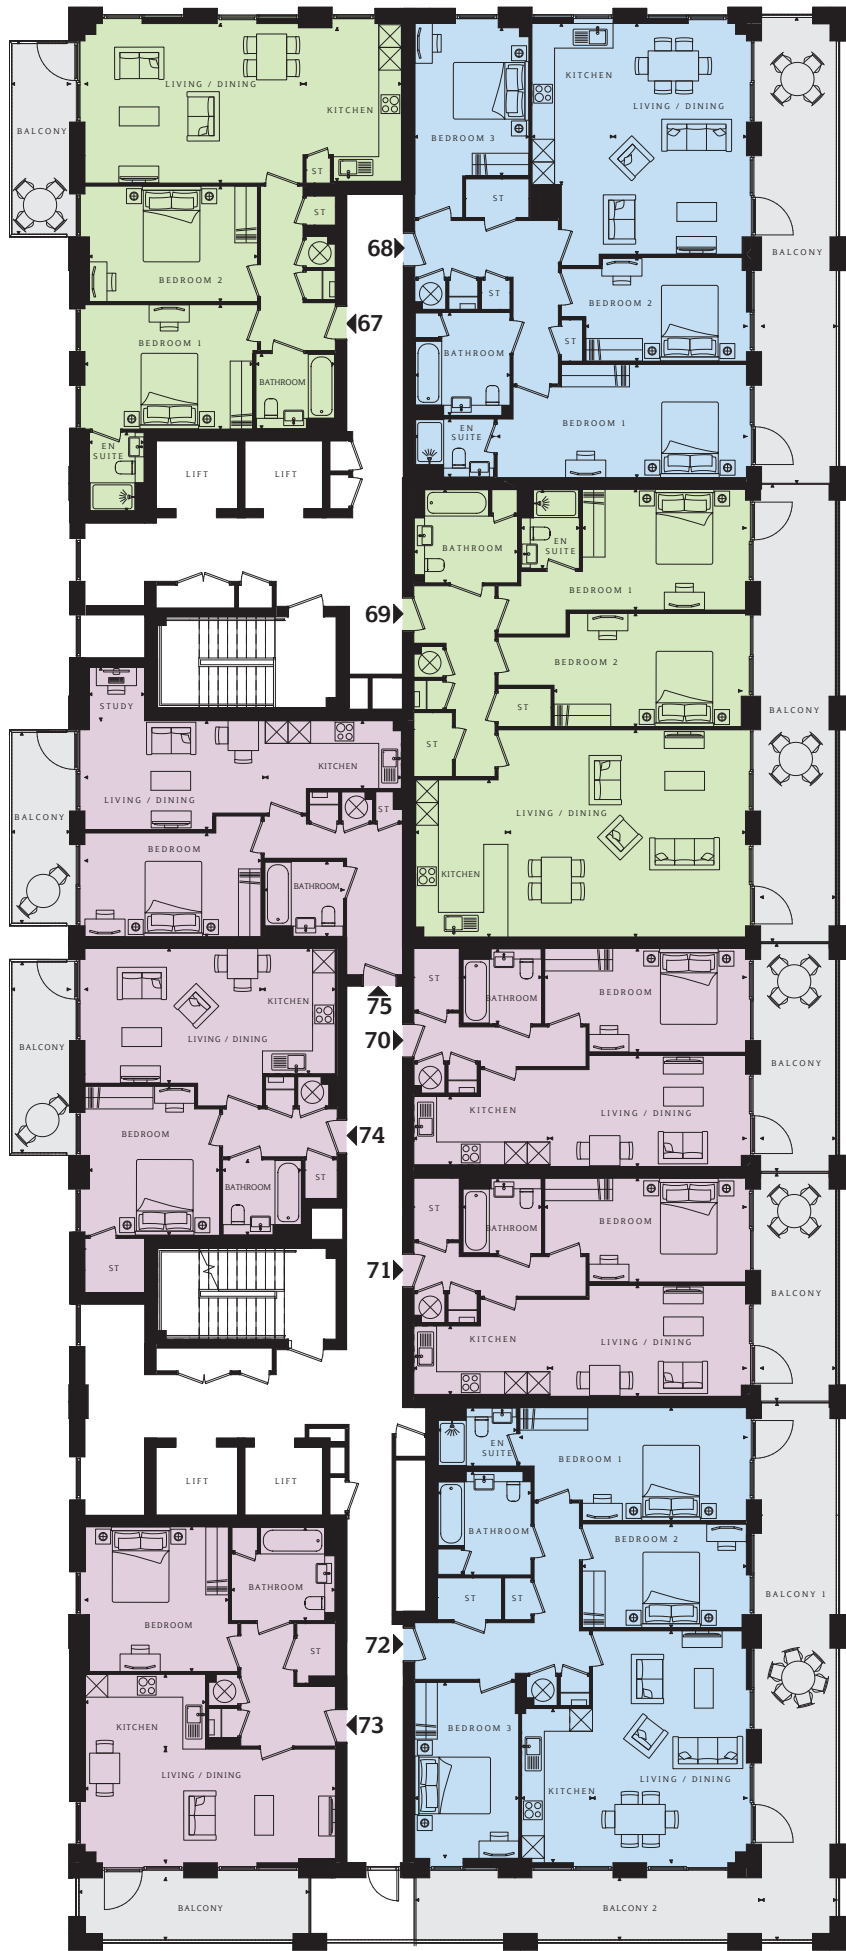 LIVING / DINING
KITCHEN
BALCONY
ST
ST
BEDROOM 2
BEDROOM 1
BATHROOM
EN
SUITE
67
KITCHEN
LIVING / DINING
BEDROOM 3
ST
68
BALCONY
ST
BEDROOM 2
ST
BATHROOM
BEDROOM 1
EN
SUITE
LIFT
LIFT
BATHROOM
EN
SUITE
BEDROOM 1
69
BEDROOM 2
ST
ST
BALCONY
LIVING / DINING
KITCHEN
STUDY
KITCHEN
LIVING / DINING
ST
BALCONY
BEDROOM
BATHROOM
75
ST
BATHROOM
BEDROOM
70
BALCONY
KITCHEN
LIVING / DINING
KITCHEN
LIVING / DINING
BALCONY
BEDROOM
74
BATHROOM
ST
ST
ST
BATHROOM
BEDROOM
71
BALCONY
KITCHEN
LIVING / DINING
LIFT
LIFT
EN
SUITE
BEDROOM 1
BATHROOM
BEDROOM 2
ST
ST
BALCONY 1
72
BEDROOM 3
KITCHEN
LIVING / DINING
BATHROOM
BEDROOM
ST
73
KITCHEN
LIVING / DINING
BALCONY
BALCONY 2